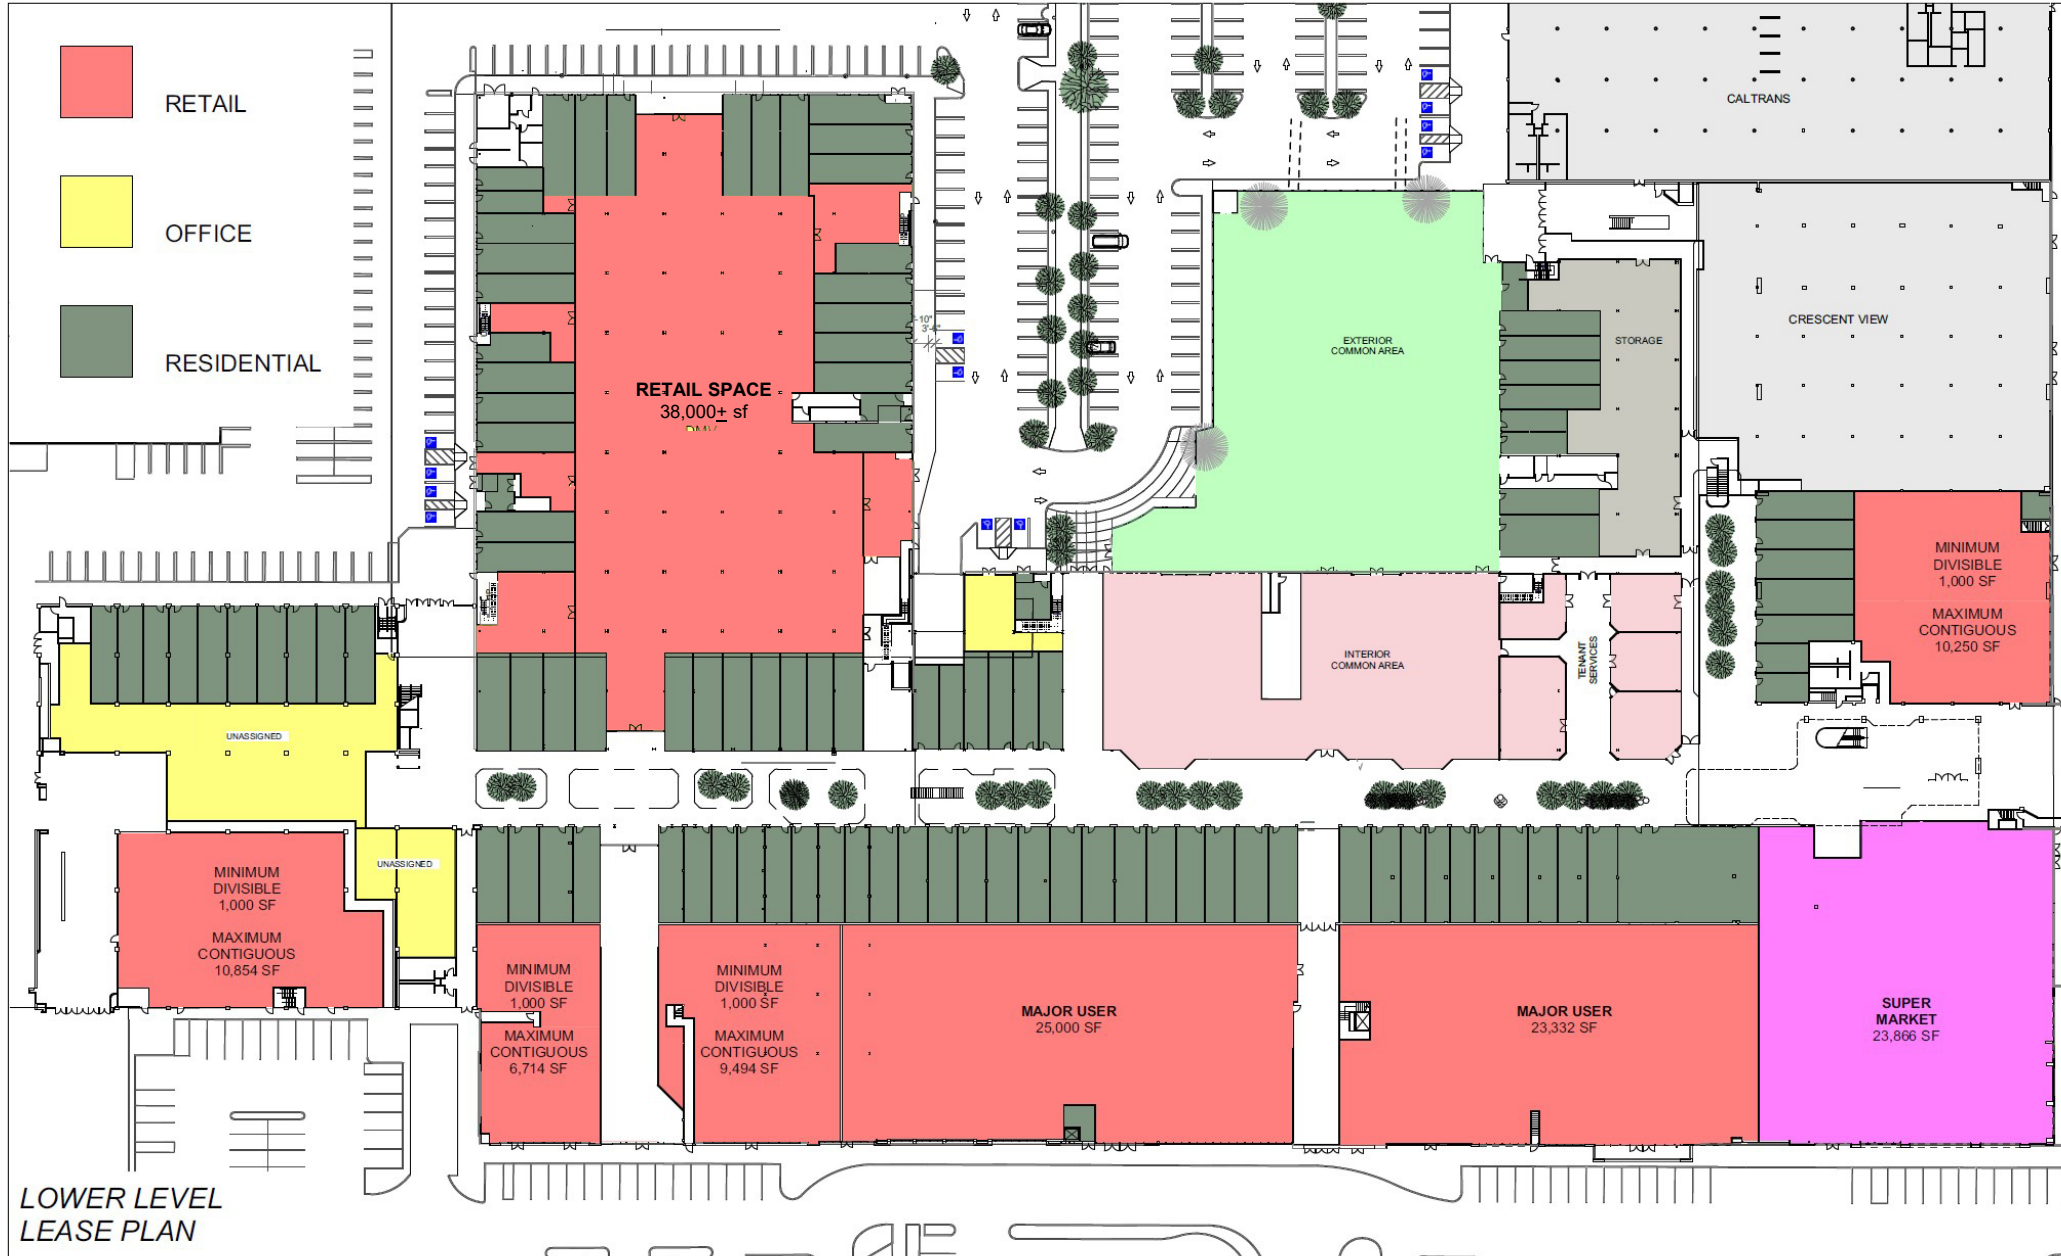 RETAIL
OFFICE
RESIDENTIAL
CALTRANS
CRESCENT VIEW
EXTERIOR
COMMON AREA
STORAGE
RETAIL SPACE
38,000+ sf
MINIMUM
DIVISIBLE
1,000 SF
MAXIMUM
CONTIGUOUS
10,250 SF
INTERIOR
COMMON AREA
TENANT
SERVICES
UNASSIGNED
UNASSIGNED
MINIMUM
DIVISIBLE
1,000 SF
MAXIMUM
CONTIGUOUS
10,854 SF
MINIMUM
DIVISIBLE
1,000 SF
MAXIMUM
CONTIGUOUS
6,714 SF
MINIMUM
DIVISIBLE
1,000 SF
MAXIMUM
CONTIGUOUS
9,494 SF
MAJOR USER
25,000 SF
MAJOR USER
23,332 SF
SUPER
MARKET
23,866 SF
LOWER LEVEL
LEASE PLAN